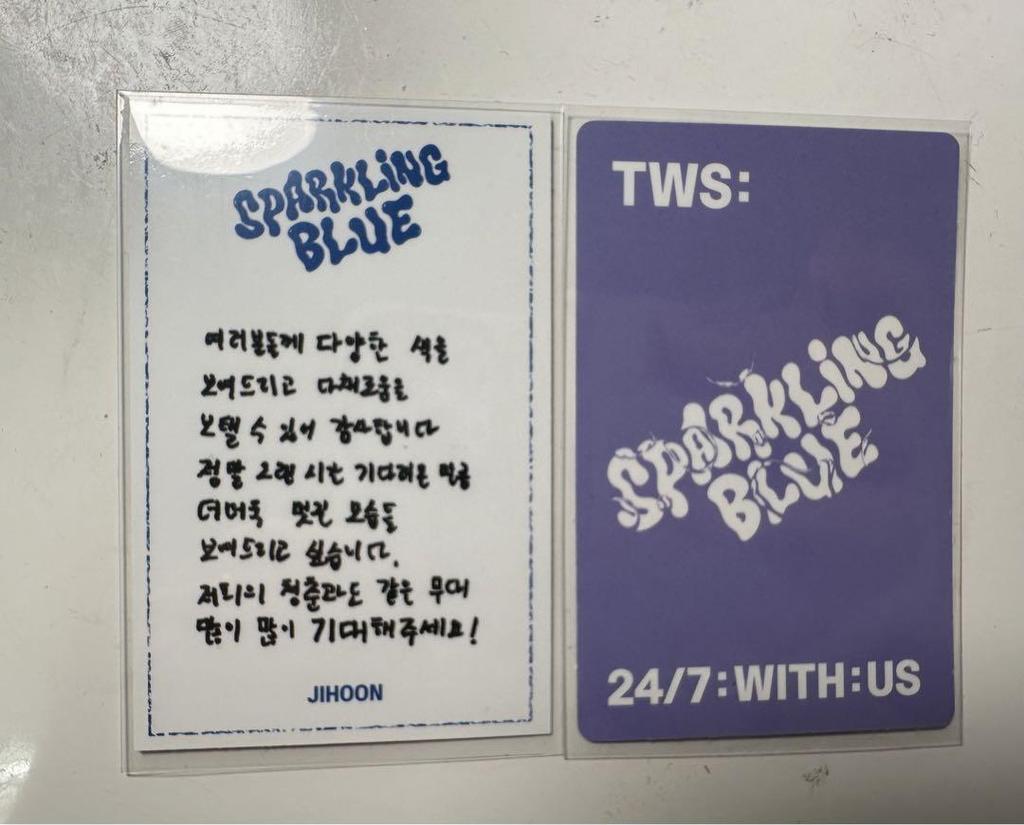 SPARKLING
BLUE
여러분들께 다양한 색을
보여드리고 다채로움을
보탤 수 있어 감사합니다
정말 오랜 시간 기다려온 만큼
더더욱 멋진 모습들
보여드리고 싶습니다.
저희의 청춘과도 같은 무대
많이 많이 기대해주세요!
JIHOON
TWS:
SPARKLING
BLUE
24/7:WITH:US